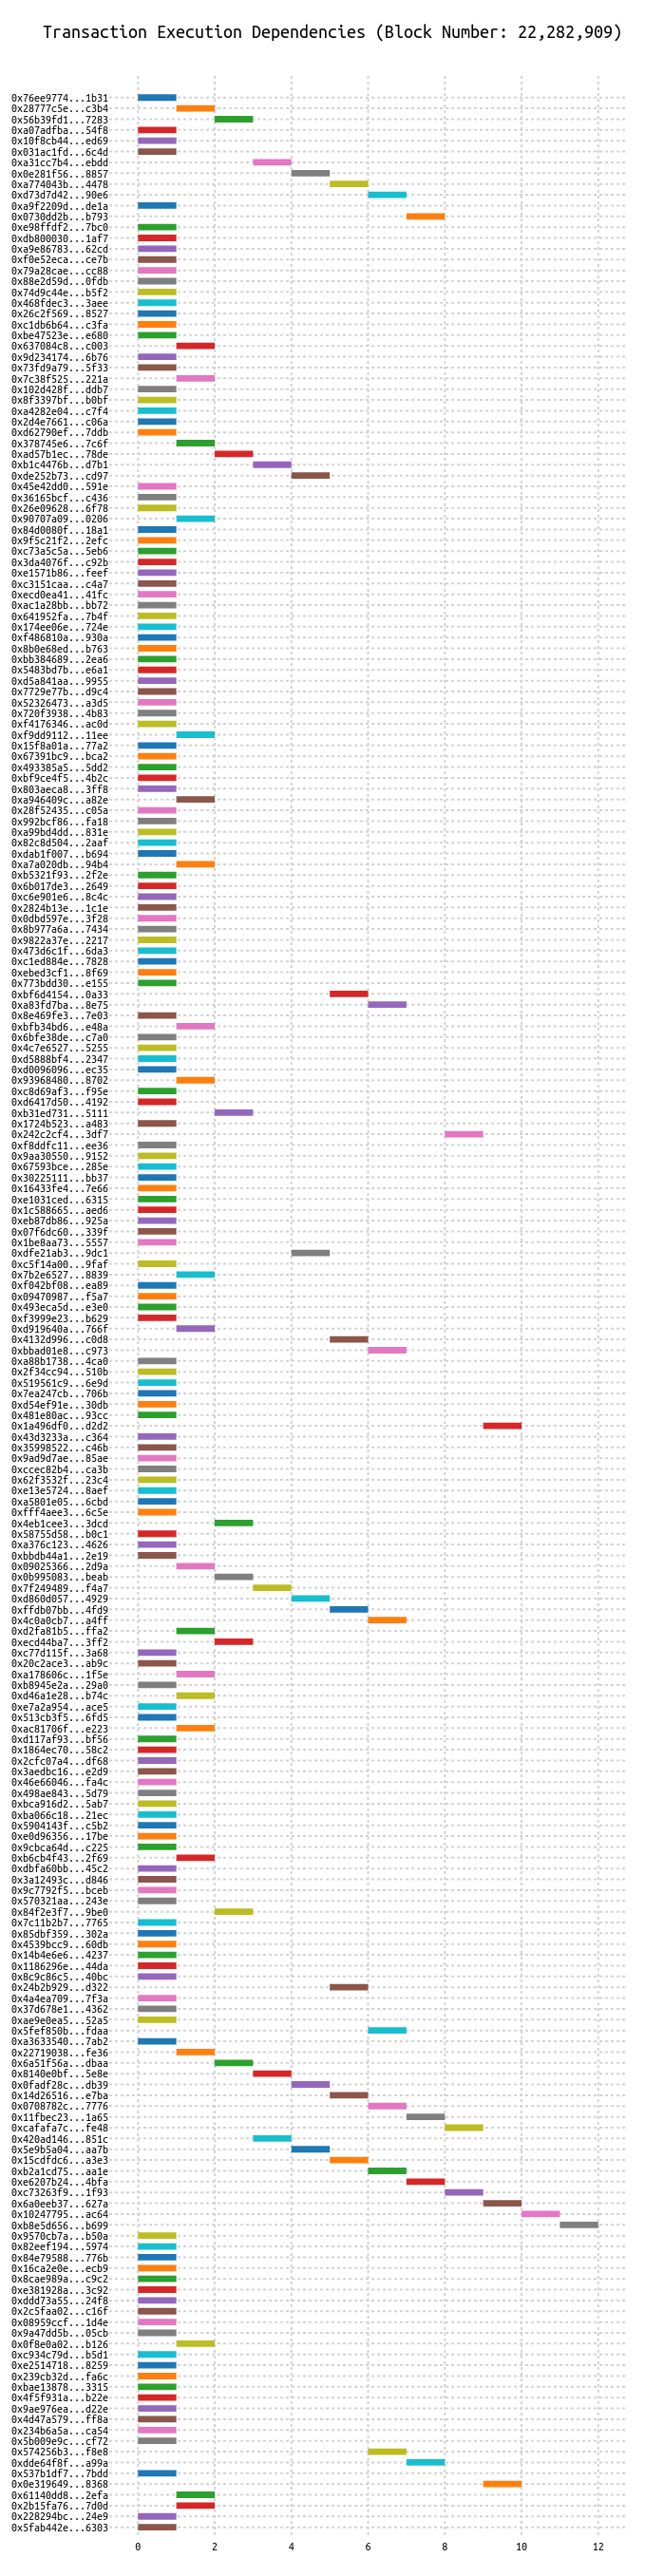 Transaction Execution Dependencies (Block Number: 22,282,909)
0x76ee9774...1b31
0x28777c5e...c3b4
0x56b39fd1...7283
0xa07adfba...54f8
0x10f8cb44...ed69
0x031ac1fd...6c4d
0xa31cc7b4...ebdd
0x0e281f56...8857
0xa774043b...4478
0xd73d7d42...90e6
0xa9f2209d...de1a
0x0730dd2b...b793
0xe98ffdf2...7bc0
0xdb800030...1af7
0xa9e86783...62cd
0xf0e52eca...ce7b
0x79a28cae...cc88
0x88e2d59d...0fdb
0x74d9c44e...b5f2
0x468fdec3...3aee
0x26c2f569...8527
0xc1db6b64...c3fa
0xbe47523e...e680
0x637084c8...c003
0x9d234174...6b76
0x73fd9a79...5f33
0x7c38f525...221a
0x102d428f...ddb7
0x8f3397bf...b0bf
0xa4282e04...c7f4
0x2d4e7661...c06a
0xd62790ef...7ddb
0x378745e6...7c6f
0xad57b1ec...78de
0xb1c4476b...d7b1
0xde252b73...cd97
0x45e42dd0...591e
0x36165bcf...c436
0x26e09628...6f78
0x90707a09...0206
0x84d0080f...18a1
0x9f5c21f2...2efc
0xc73a5c5a...5eb6
0x3da4076f...c92b
0xe1571b86...feef
0xc3151caa...c4a7
0xecd0ea41...41fc
0xac1a28bb...bb72
0x641952fa...7b4f
0x174ee06e...724e
0xf486810a...930a
0x8b0e68ed...b763
0xbb384689...2ea6
0x5483bd7b...e6a1
0xd5a841aa...9955
0x7729e77b...d9c4
0x52326473...a3d5
0x720f3938...4b83
0xf4176346...ac0d
0xf9dd9112...11ee
0x15f8a01a...77a2
0x67391bc9...bca2
0x493385a5...5dd2
0xbf9ce4f5...4b2c
0x803aeca8...3ff8
0xa946409c...a82e
0x28f52435...c05a
0x992bcf86...fa18
0xa99bd4dd...831e
0x82c8d504...2aaf
0xdab1f007...b694
0xa7a020db...94b4
0xb5321f93...2f2e
0x6b017de3...2649
0xc6e901e6...8c4c
0x2824b13e...1c1e
0x0dbd597e...3f28
0x8b977a6a...7434
0x9822a37e...2217
0x473d6c1f...6da3
0xc1ed884e...7828
0xebed3cf1...8f69
0x773bdd30...e155
0xbf6d4154...0a33
0xa83fd7ba...8e75
0x8e469fe3...7e03
0xbfb34bd6...e48a
0x6bfe38de...c7a0
0x4c7e6527...5255
0xd5888bf4...2347
0xd0096096...ec35
0x93968480...8702
0xc8d69af3...f95e
0xd6417d50...4192
0xb31ed731...5111
0x1724b523...a483
0x242c2cf4...3df7
0xf8ddfc11...ee36
0x9aa30550...9152
0x67593bce...285e
0x30225111...bb37
0x16433fe4...7e66
0xe1031ced...6315
0x1c588665...aed6
0xeb87db86...925a
0x07f6dc60...339f
0x1be8aa73...5557
0xdfe21ab3...9dc1
0xc5f14a00...9faf
0x7b2e6527...8839
0xf042bf08...ea89
0x09470987...f5a7
0x493eca5d...e3e0
0xf3999e23...b629
0xd919640a...766f
0x4132d996...c0d8
0xbbad01e8...c973
0xa88b1738...4ca0
0x2f34cc94...510b
0x519561c9...6e9d
0x7ea247cb...706b
0xd54ef91e...30db
0x481e80ac...93cc
0x1a496df0...d2d2
0x43d3233a...c364
0x35998522...c46b
0x9ad9d7ae...85ae
0xccec82b4...ca3b
0x62f3532f...23c4
0xe13e5724...8aef
0xa5801e05...6cbd
0xfff4aee3...6c5e
0x4eb1cee3...3dcd
0x58755d58...b0c1
0xa376c123...4626
0xbbdb44a1...2e19
0x09025366...2d9a
0x0b995083...beab
0x7f249489...f4a7
0xd860d057...4929
0xffdb07bb...4fd9
0x4c0a0cb7...a4ff
0xd2fa81b5...ffa2
0xecd44ba7...3ff2
0xc77d115f...3a68
0x20c2ace3...ab9c
0xa178606c...1f5e
0xb8945e2a...29a0
0xd46a1e28...b74c
0xe7a2a954...ace5
0x513cb3f5...6fd5
0xac81706f...e223
0xd117af93...bf56
0x1864ec70...58c2
0x2cfc07a4...df68
0x3aedbc16...e2d9
0x46e66046...fa4c
0x498ae843...5d79
0xbca916d2...5ab7
0xba066c18...21ec
0x5904143f...c5b2
0xe0d96356...17be
0x9cbca64d...c225
0xb6cb4f43...2f69
0xdbfa60bb...45c2
0x3a12493c...d846
0x9c7792f5...bceb
0x570321aa...243e
0x84f2e3f7...9be0
0x7c11b2b7...7765
0x85dbf359...302a
0x4539bcc9...60db
0x14b4e6e6...4237
0x1186296e...44da
0x8c9c86c5...40bc
0x24b2b929...d322
0x4a4ea709...7f3a
0x37d678e1...4362
0xae9e0ea5...52a5
0x5fef850b...fdaa
0xa3633540...7ab2
0x22719038...fe36
0x6a51f56a...dbaa
0x8140e0bf...5e8e
0x0fadf28c...db39
0x14d26516...e7ba
0x0708782c...7776
0x11fbec23...1a65
0xcafafa7c...fe48
0x420ad146...851c
0x5e9b5a04...aa7b
0x15cdfdc6...a3e3
0xb2a1cd75...aa1e
0xe6207b24...4bfa
0xc73263f9...1f93
0x6a0eeb37...627a
0x10247795...ac64
0xb8e5d656...b699
0x9570cb7a...b50a
0x82eef194...5974
0x84e79588...776b
0x16ca2e0e...ecb9
0x8cae989a...c9c2
0xe381928a...3c92
0xddd73a55...24f8
0x2c5faa02...c16f
0x08959ccf...1d4e
0x9a47dd5b...05cb
0x0f8e0a02...b126
0xc934c79d...b5d1
0xe2514718...8259
0x239cb32d...fa6c
0xbae13878...3315
0x4f5f931a...b22e
0x9ae976ea...d22e
0x4d47a579...ff8a
0x234b6a5a...ca54
0x5b009e9c...cf72
0x574256b3...f8e8
0xdde64f8f...a99a
0x537b1df7...7bdd
0x0e319649...8368
0x61140dd8...2efa
0x2b15fa76...7d0d
0x228294bc...24e9
0x5fab442e...6303
0 2 4 6 8 10 12